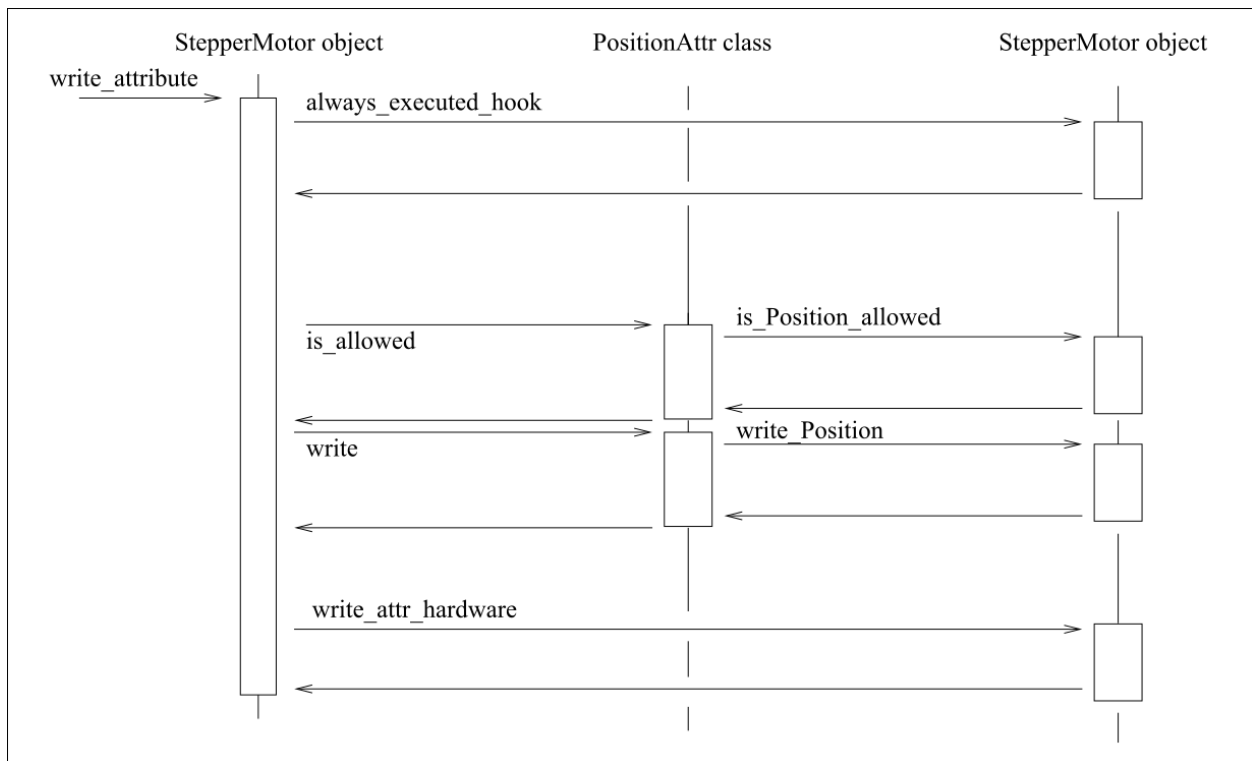 StepperMotor object
PositionAttr class
StepperMotor object
write_attribute
always_executed_hook
is_Position_allowed
is_allowed
write_Position
write
write_attr_hardware